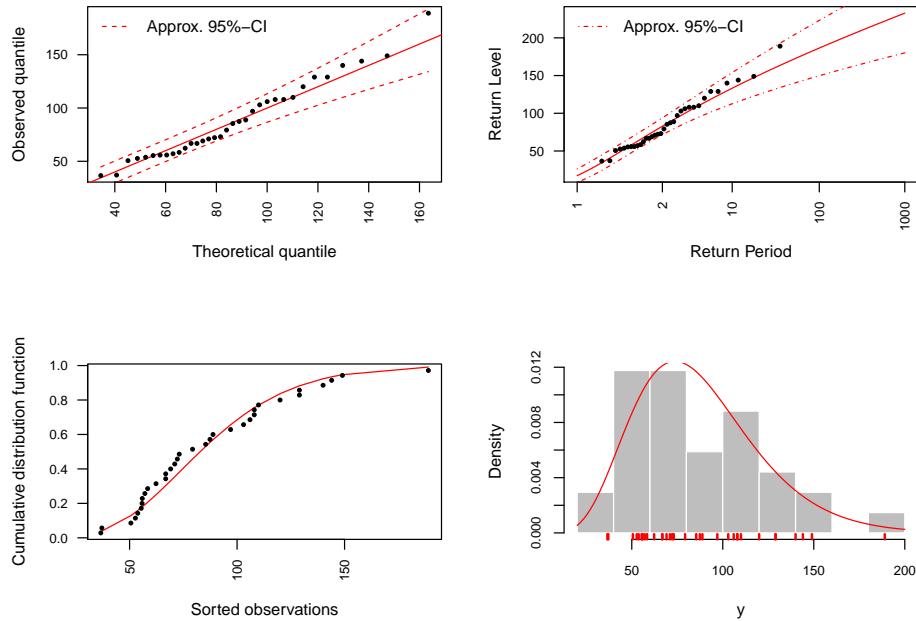 Approx. 95%−CI
Observed quantile
50 100 150
40 60 80 100 120 140 160
Theoretical quantile
Approx. 95%−CI
Return Level
50 100 150 200
1 2 10 100 1000
Return Period
Cumulative distribution function
0.0 0.2 0.4 0.6 0.8 1.0
50 100 150
Sorted observations
Density
0.000 0.004 0.008 0.012
50 100 150 200
y